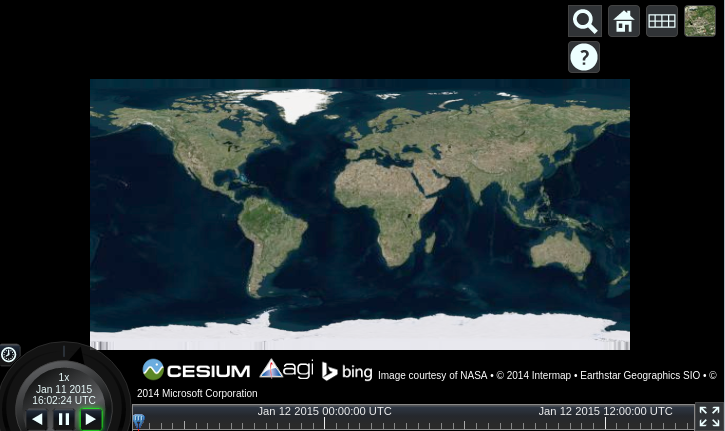 ?
CESIUM agi bing Image courtesy of NASA • © 2014 Intermap • Earthstar Geographics SIO • ©
2014 Microsoft Corporation
1x
Jan 11 2015
16:02:24 UTC
Jan 12 2015 00:00:00 UTC Jan 12 2015 12:00:00 UTC